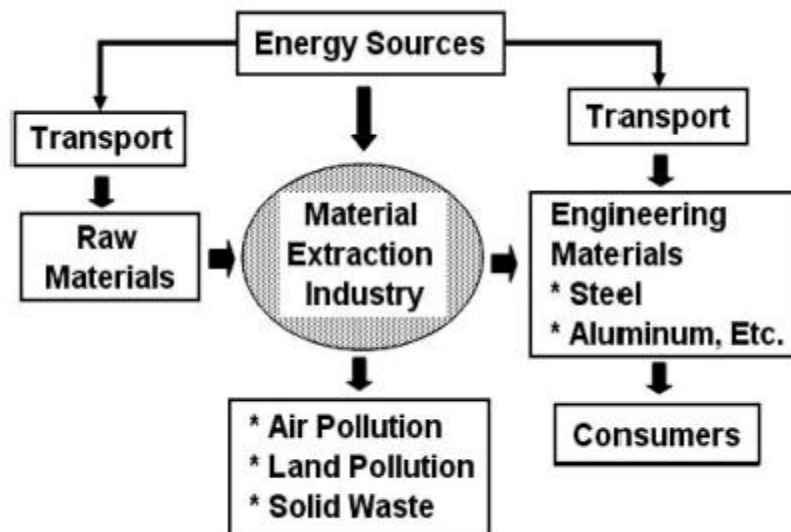 Energy Sources
Transport
Transport
Raw
Materials
Material
Extraction
Industry
Engineering
Materials
* Steel
* Aluminum, Etc.
* Air Pollution
* Land Pollution
* Solid Waste
Consumers